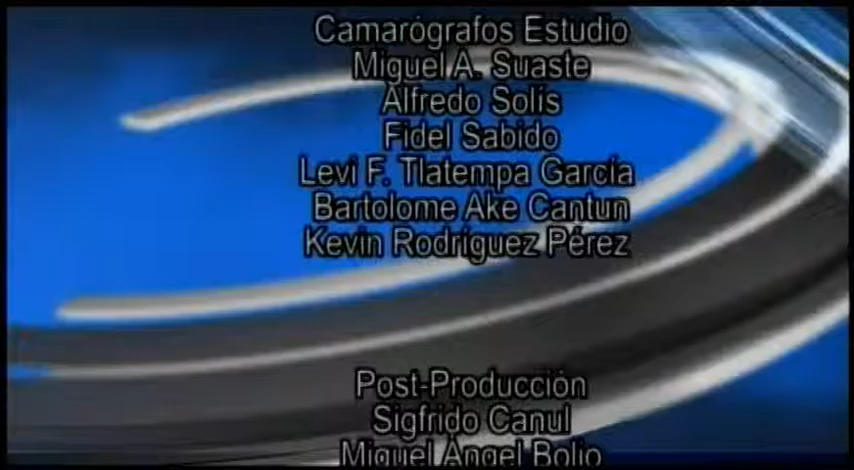 Camarógrafos Estudio
Miguel A. Suaste
Alfredo Solís
Fidel Sabido
Levi F. Tlatempa García
Bartolome Ake Cantun
Kevin Rodríguez Pérez
Post-Producción
Sigfrido Canul
Miguel Angel Bolio